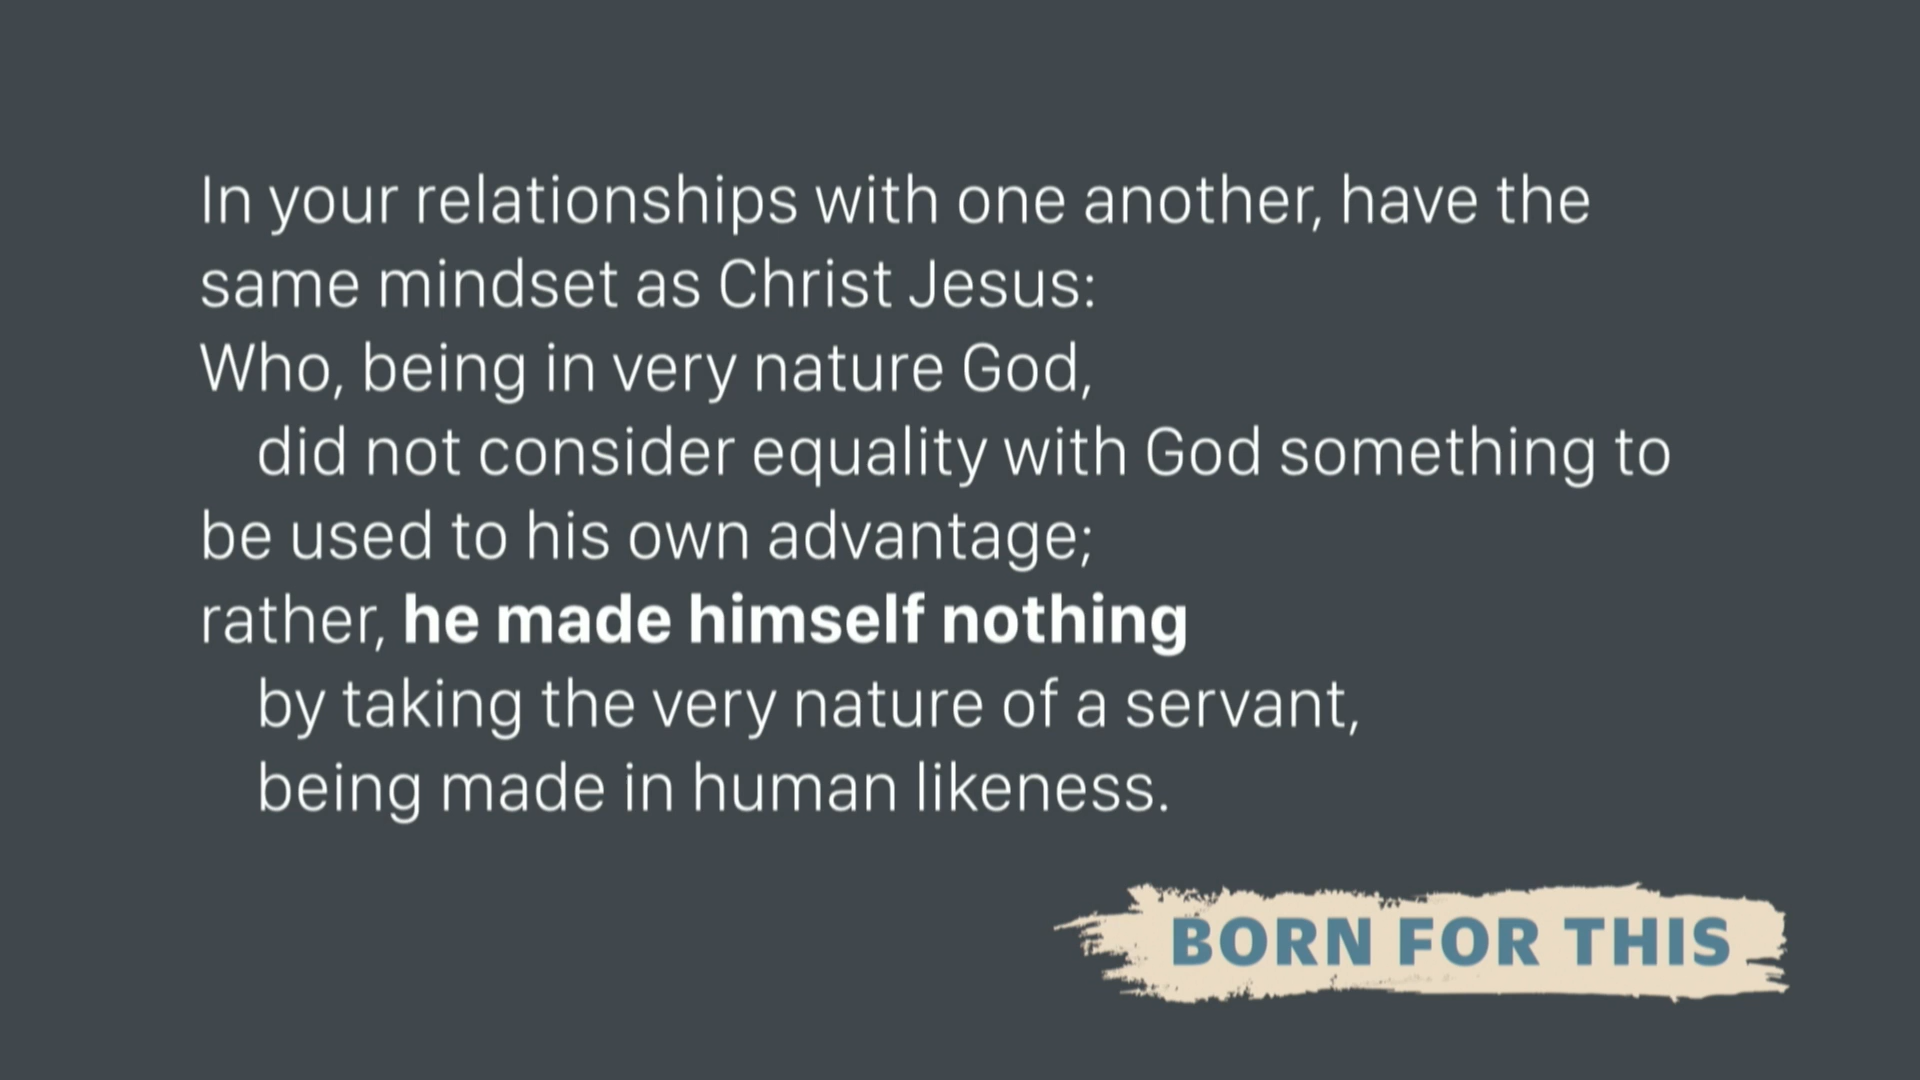 In your relationships with one another, have the
same mindset as Christ Jesus:
Who, being in very nature God,
did not consider equality with God something to
be used to his own advantage;
rather, he made himself nothing
by taking the very nature of a servant,
being made in human likeness.
BORN FOR THIS